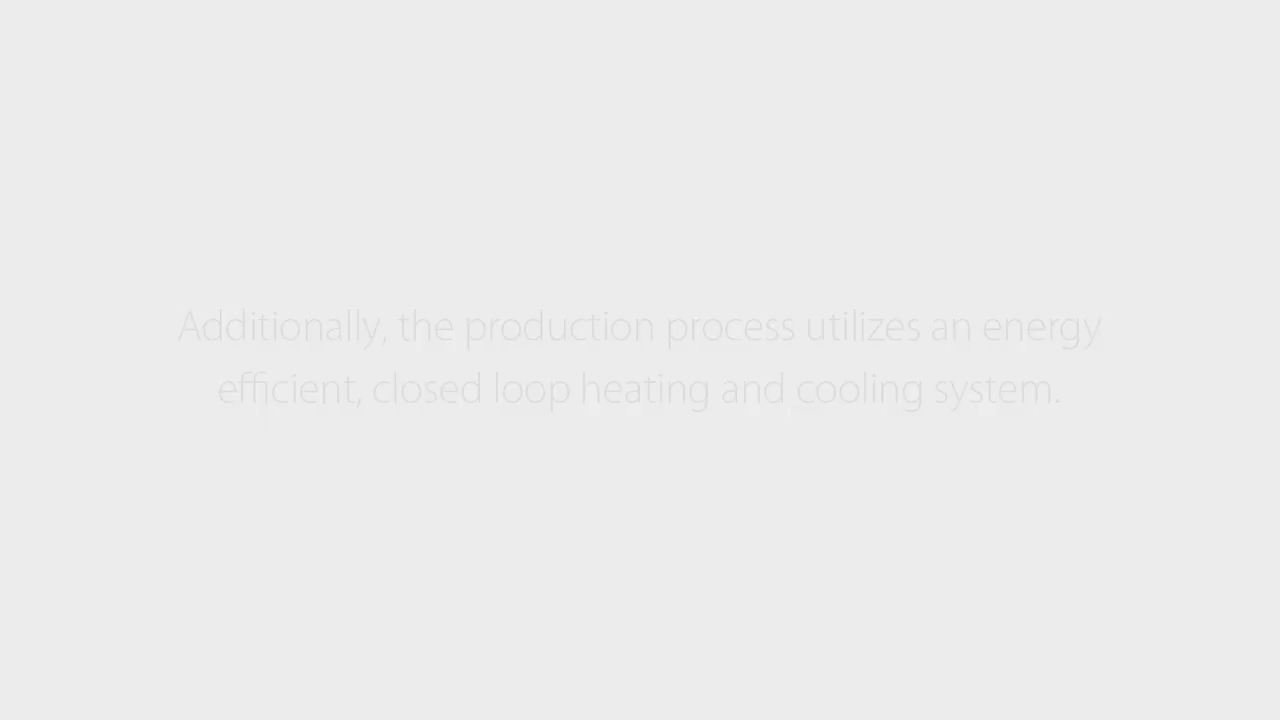 Additionally, the production process utilizes an energy
efficient, closed loop heating and cooling system.